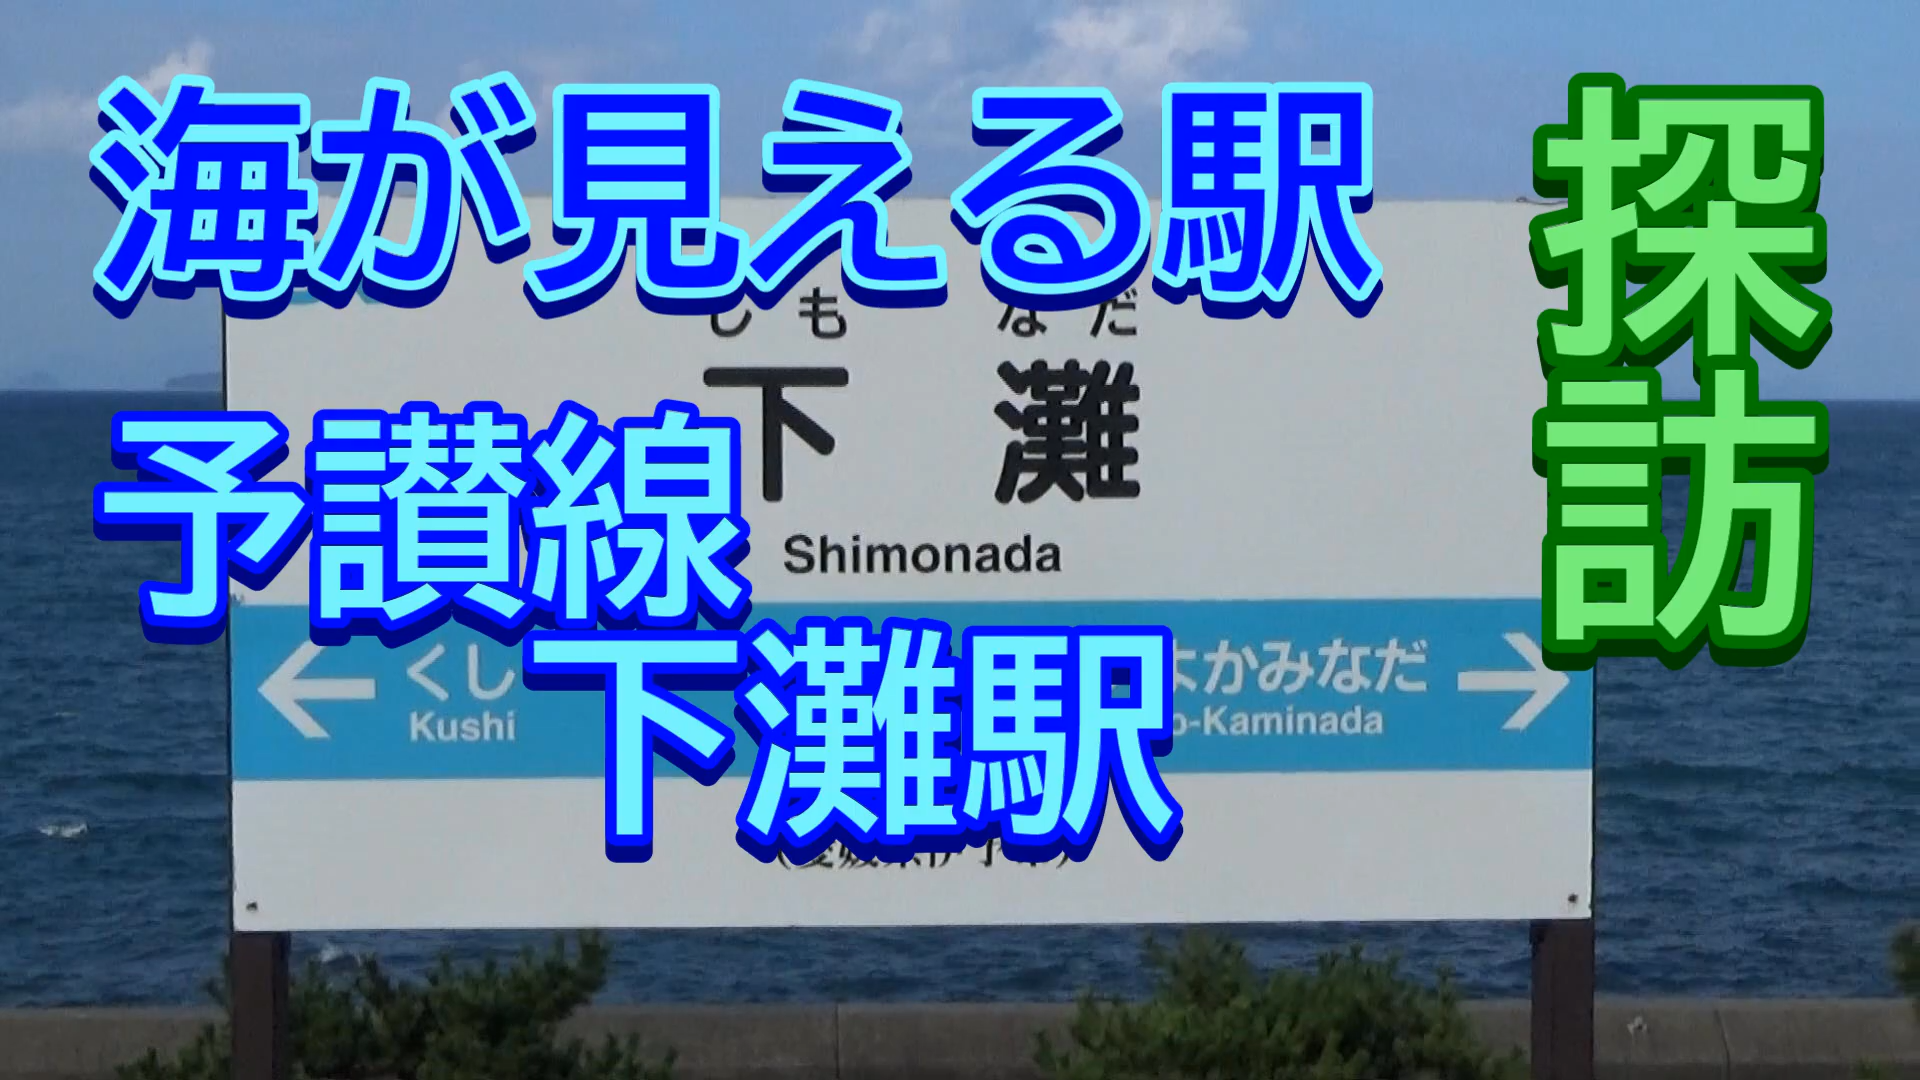 海が見える駅
探訪
しもなだ
下灘
予讃線
Shimonada
くし
かみなだ
Kushi
-Kaminada
下灘駅